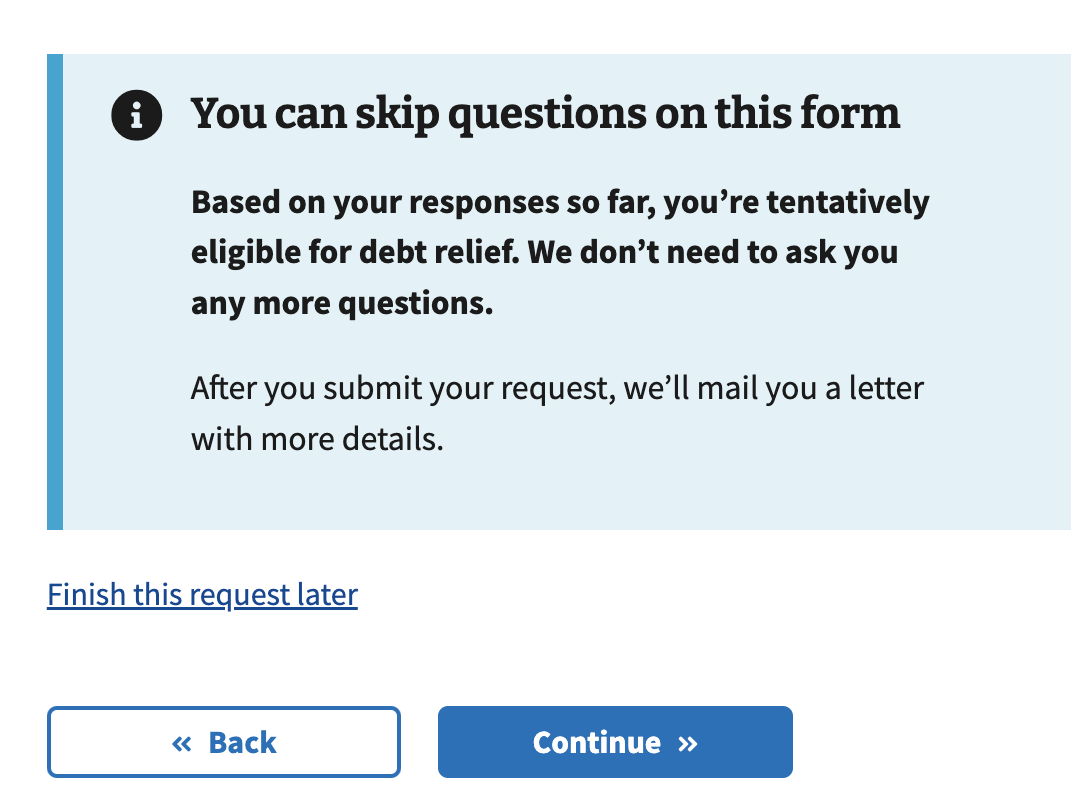 You can skip questions on this form
Based on your responses so far, you’re tentatively
eligible for debt relief. We don’t need to ask you
any more questions.
After you submit your request, we’ll mail you a letter
with more details.
Finish this request later
« Back
Continue »